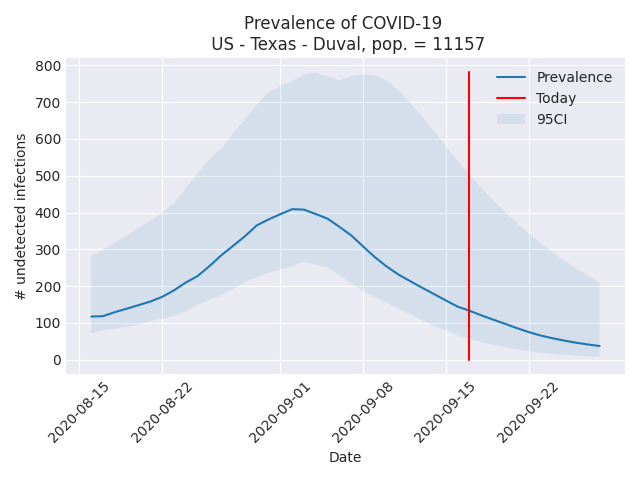 Prevalence of COVID-19
US - Texas - Duval, pop. = 11157
800
700
600
500
400
300
200
100
0
# undetected infections
Prevalence
Today
95CI
2020-08-15
2020-08-22
2020-09-01
2020-09-08
2020-09-15
2020-09-22
Date